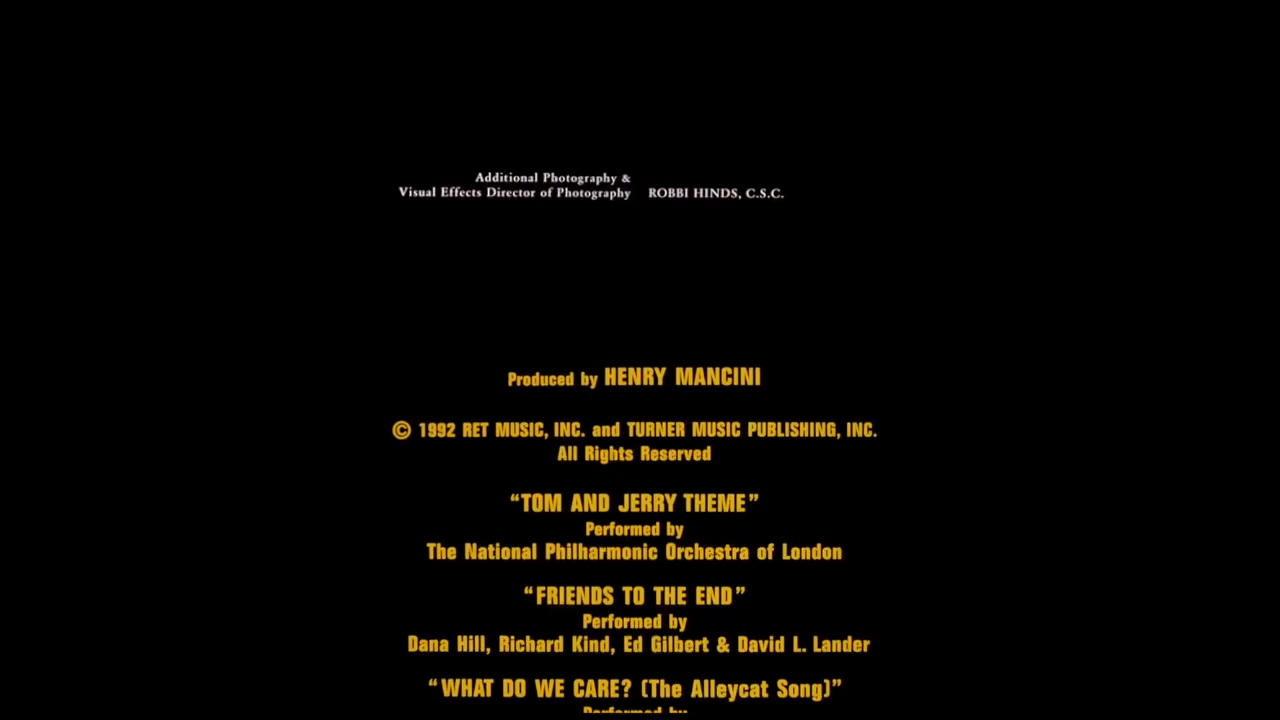 Additional Photography &
Visual Effects Director of Photography ROBBI HINDS, C.S.C.
Produced by HENRY MANCINI
© 1992 RET MUSIC, INC. and TURNER MUSIC PUBLISHING, INC.
All Rights Reserved
“TOM AND JERRY THEME”
Performed by
The National Philharmonic Orchestra of London
“FRIENDS TO THE END”
Performed by
Dana Hill, Richard Kind, Ed Gilbert & David L. Lander
“WHAT DO WE CARE? (The Alleycat Song)”
Performed by